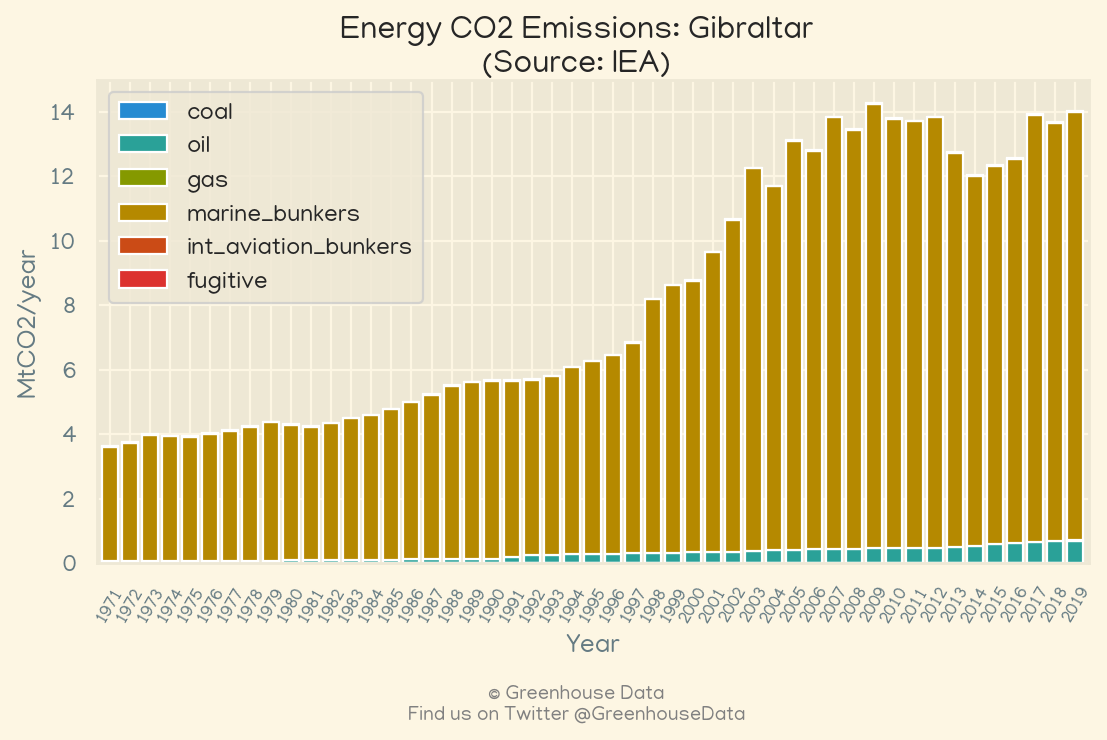 Energy CO2 Emissions: Gibraltar
(Source: IEA)
coal
oil
gas
marine_bunkers
int_aviation_bunkers
fugitive
MtCO2/year
14
12
10
8
6
4
2
0
1971 1972 1973 1974 1975 1976 1977 1978 1979 1980 1981 1982 1983 1984 1985 1986 1987 1988 1989 1990 1991 1992 1993 1994 1995 1996 1997 1998 1999 2000 2001 2002 2003 2004 2005 2006 2007 2008 2009 2010 2011 2012 2013 2014 2015 2016 2017 2018 2019
Year
© Greenhouse Data
Find us on Twitter @GreenhouseData